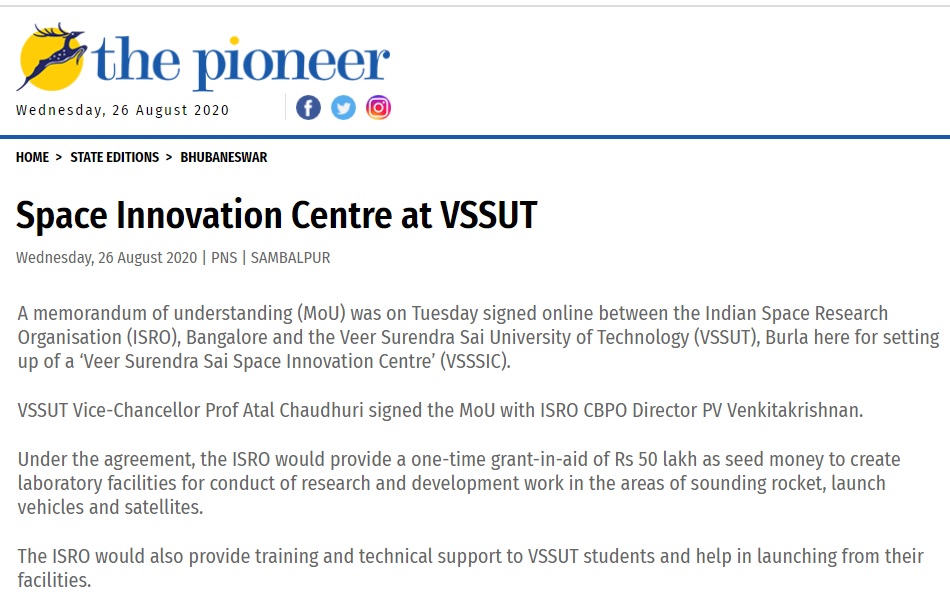 the pioneer
Wednesday, 26 August 2020
HOME > STATE EDITIONS > BHUBANESWAR
Space Innovation Centre at VSSUT
Wednesday, 26 August 2020 | PNS | SAMBALPUR
A memorandum of understanding (MoU) was on Tuesday signed online between the Indian Space Research
Organisation (ISRO), Bangalore and the Veer Surendra Sai University of Technology (VSSUT), Burla here for setting
up of a ‘Veer Surendra Sai Space Innovation Centre’ (VSSSIC).
VSSUT Vice-Chancellor Prof Atal Chaudhuri signed the MoU with ISRO CBPO Director PV Venkitakrishnan.
Under the agreement, the ISRO would provide a one-time grant-in-aid of Rs 50 lakh as seed money to create
laboratory facilities for conduct of research and development work in the areas of sounding rocket, launch
vehicles and satellites.
The ISRO would also provide training and technical support to VSSUT students and help in launching from their
facilities.